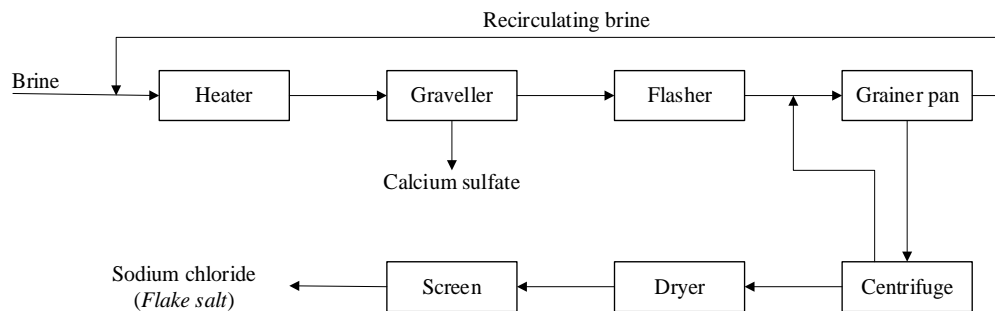 Recirculating brine
Brine
Heater
Graveller
Flasher
Grainer pan
Calcium sulfate
Sodium chloride
(Flake salt)
Screen
Dryer
Centrifuge